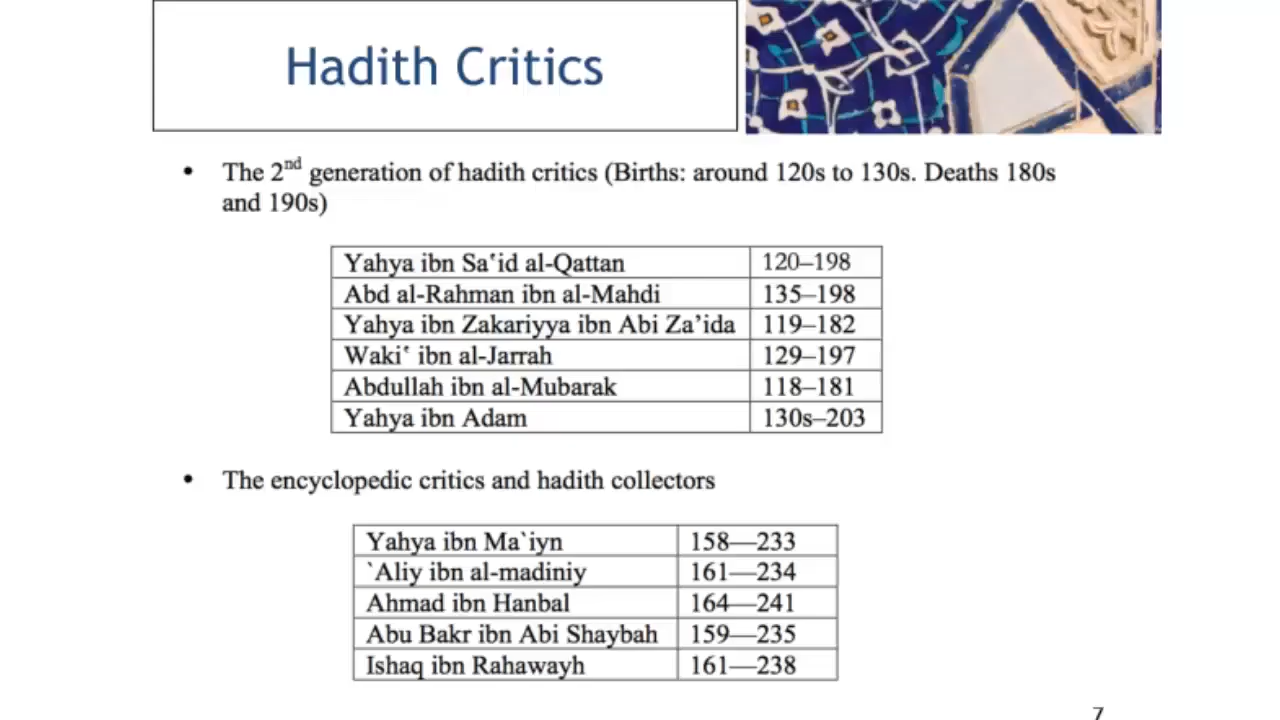 Hadith Critics
• The 2nd generation of hadith critics (Births: around 120s to 130s. Deaths 180s
and 190s)
Yahya ibn Saʿid al-Qattan 120–198
Abd al-Rahman ibn al-Mahdi 135–198
Yahya ibn Zakariyya ibn Abi Za’ida 119–182
Wakiʿ ibn al-Jarrah 129–197
Abdullah ibn al-Mubarak 118–181
Yahya ibn Adam 130s–203
• The encyclopedic critics and hadith collectors
Yahya ibn Ma`iyn 158—233
`Aliy ibn al-madiniy 161—234
Ahmad ibn Hanbal 164—241
Abu Bakr ibn Abi Shaybah 159—235
Ishaq ibn Rahawayh 161—238
7